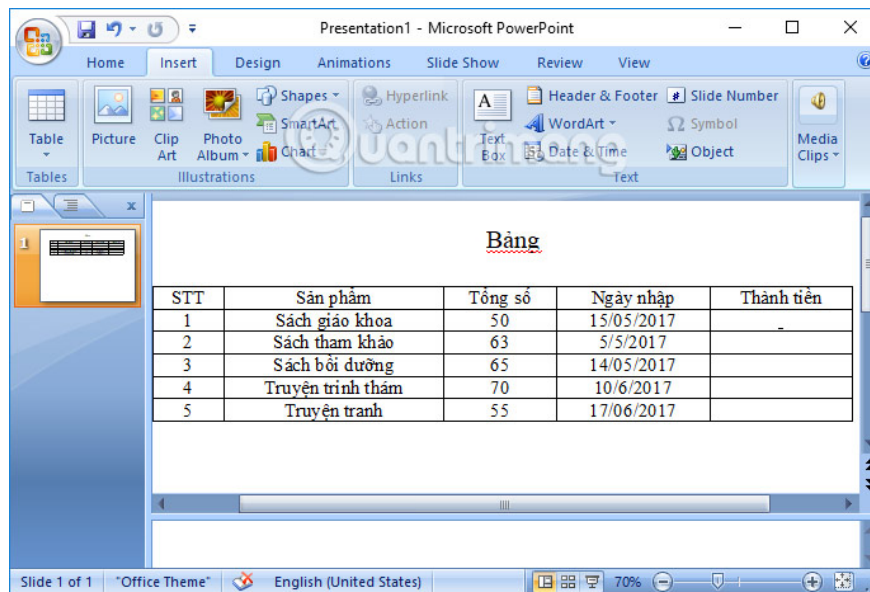 Presentation1 - Microsoft PowerPoint
Home Insert Design Animations Slide Show Review View
Table Picture Clip Art Photo Album Shapes SmartArt Chart Hyperlink Action Text Box Header & Footer WordArt Date & Time Slide Number Symbol Object Media Clips
Tables Illustrations Links Text
Quantrimang
1
Bảng
STT Sản phẩm Tổng số Ngày nhập Thành tiền
1 Sách giáo khoa 50 15/05/2017
2 Sách tham khảo 63 5/5/2017
3 Sách bồi dưỡng 65 14/05/2017
4 Truyện trinh thám 70 10/6/2017
5 Truyện tranh 55 17/06/2017
Slide 1 of 1 "Office Theme" English (United States) 70%